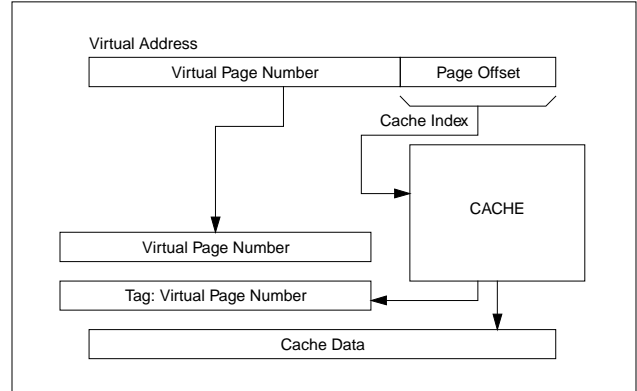 Virtual Address
Virtual Page Number Page Offset
Cache Index
CACHE
Virtual Page Number
Tag: Virtual Page Number
Cache Data